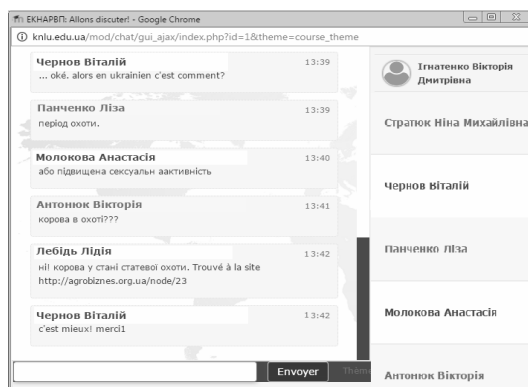 ЕКНАРВП: Allons discuter! - Google Chrome
knlu.edu.ua/mod/chat/gui_ajax/index.php?id=1&theme=course_theme
Чернов Віталій 13:39
... oké. alors en ukrainien c'est comment?
Панченко Ліза 13:39
період охоти.
Молокова Анастасія 13:40
або підвищена сексуальн аактивність
Антонюк Вікторія 13:41
корова в охоті???
Лебідь Лідія 13:42
ні! корова у стані статевої охоти. Trouvé à la site
http://agrobiznes.org.ua/node/23
Чернов Віталій 13:42
c'est mieux! merci1
Envoyer Thème
Ігнатенко Вікторія
Дмитрівна
Стратюк Ніна Михайлівна
Чернов Віталій
Панченко Ліза
Молокова Анастасія
Антонюк Вікторія